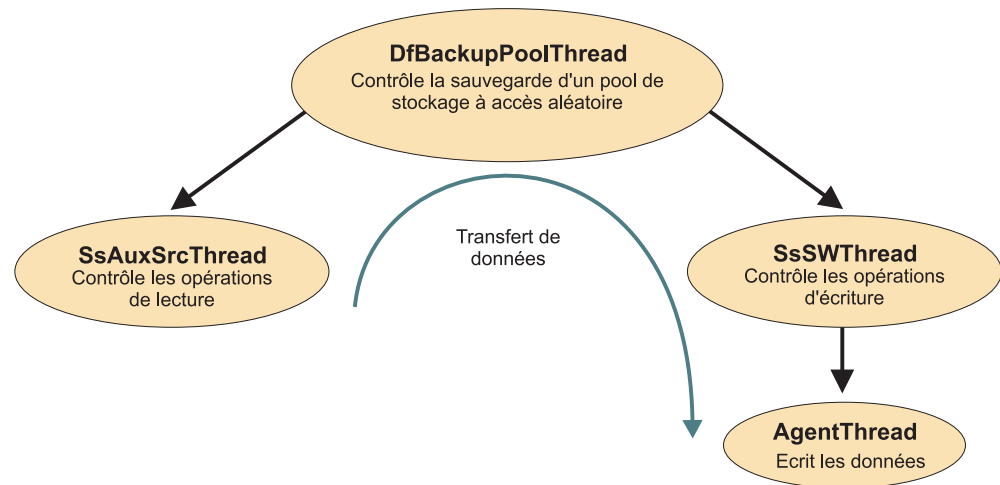 DfBackupPoolThread
Contrôle la sauvegarde d'un pool de
stockage à accès aléatoire
SsAuxSrcThread
Contrôle les opérations
de lecture
Transfert de
données
SsSWThread
Contrôle les opérations
d'écriture
AgentThread
Ecrit les données